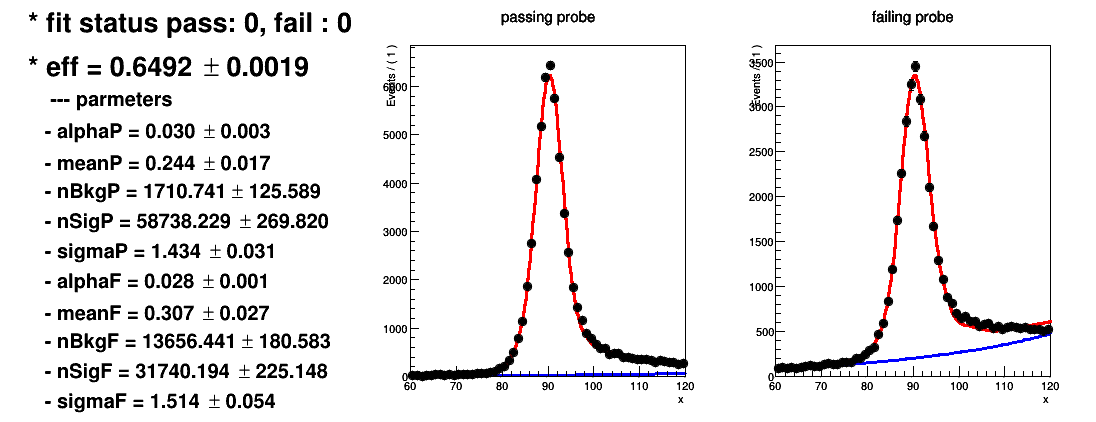 * fit status pass: 0, fail : 0
* eff = 0.6492 ± 0.0019
--- parmeters
- alphaP = 0.030 ± 0.003
- meanP = 0.244 ± 0.017
- nBkgP = 1710.741 ± 125.589
- nSigP = 58738.229 ± 269.820
- sigmaP = 1.434 ± 0.031
- alphaF = 0.028 ± 0.001
- meanF = 0.307 ± 0.027
- nBkgF = 13656.441 ± 180.583
- nSigF = 31740.194 ± 225.148
- sigmaF = 1.514 ± 0.054
passing probe
Events / ( 1 )
6000
5000
4000
3000
2000
1000
0
60 70 80 90 100 110 120
x
failing probe
Events / ( 1 )
3500
3000
2500
2000
1500
1000
500
0
60 70 80 90 100 110 120
x